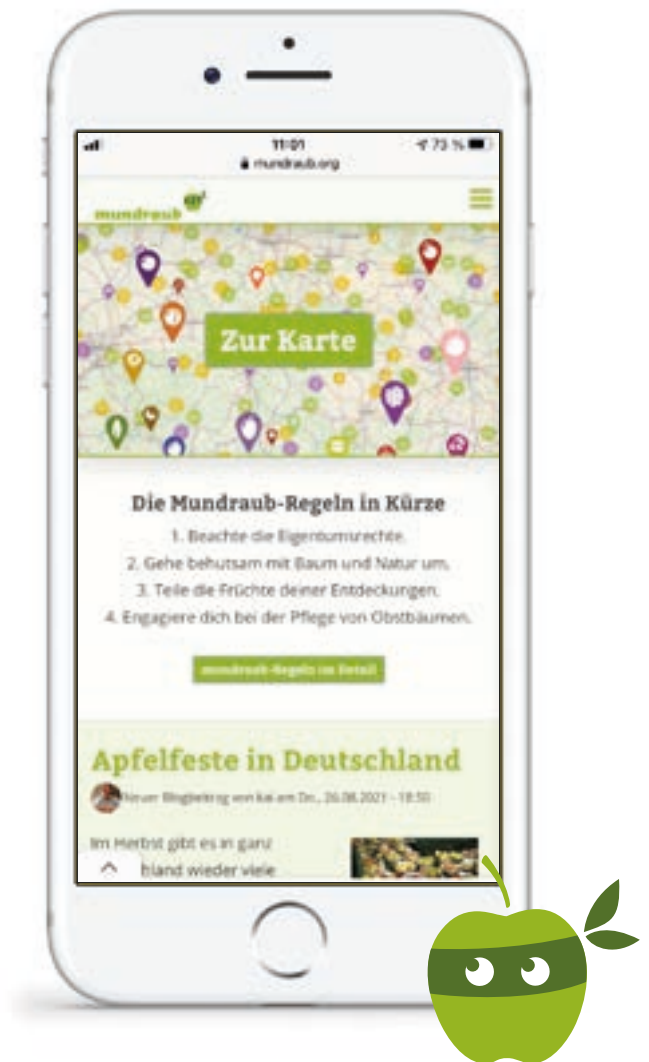 11:01
73 %
mundraub.org
mundraub
Zur Karte
Die Mundraub-Regeln in Kürze
1. Beachte die Eigentumsrechte.
2. Gehe behutsam mit Baum und Natur um.
3. Teile die Früchte deiner Entdeckungen.
4. Engagiere dich bei der Pflege von Obstbäumen.
mundraub-Regeln im Detail
Apfelfeste in Deutschland
Neuer Blogbeitrag von kai am Do., 26.08.2021 - 18:50
Im Herbst gibt es in ganz
hland wieder viele